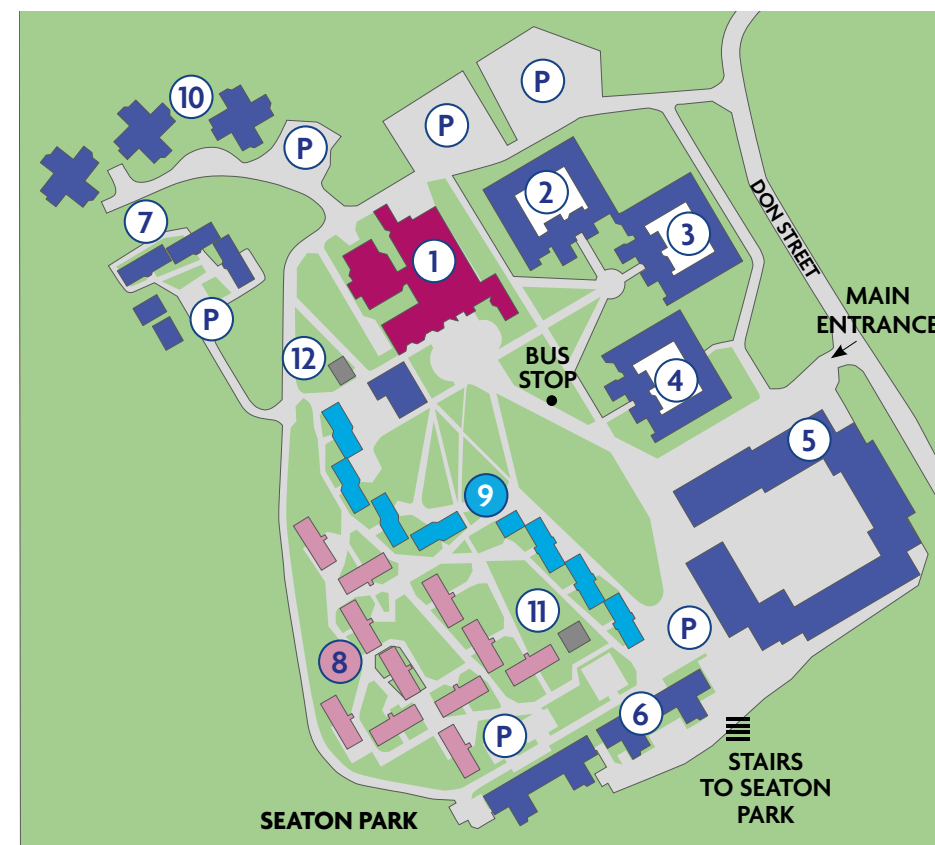 P
10
P
P
2
7
3
1
DON STREET
P
MAIN
ENTRANCE
12
BUS
STOP
4
5
9
11
P
8
6
P
STAIRS
TO SEATON
PARK
SEATON PARK